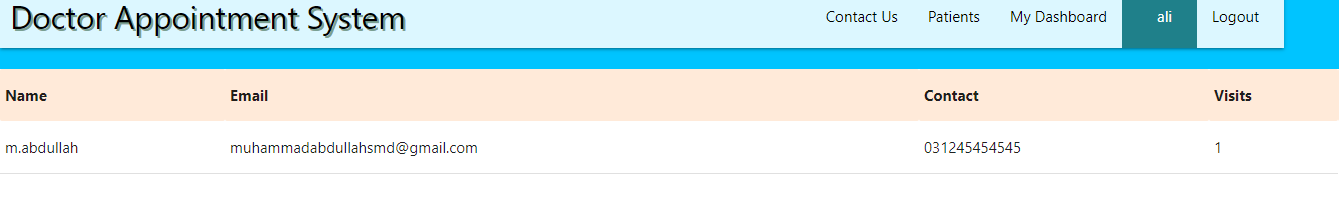 Doctor Appointment System Contact Us Patients My Dashboard ali Logout
Name Email Contact Visits
m.abdullah muhammadabdullahsmd@gmail.com 031245454545 1